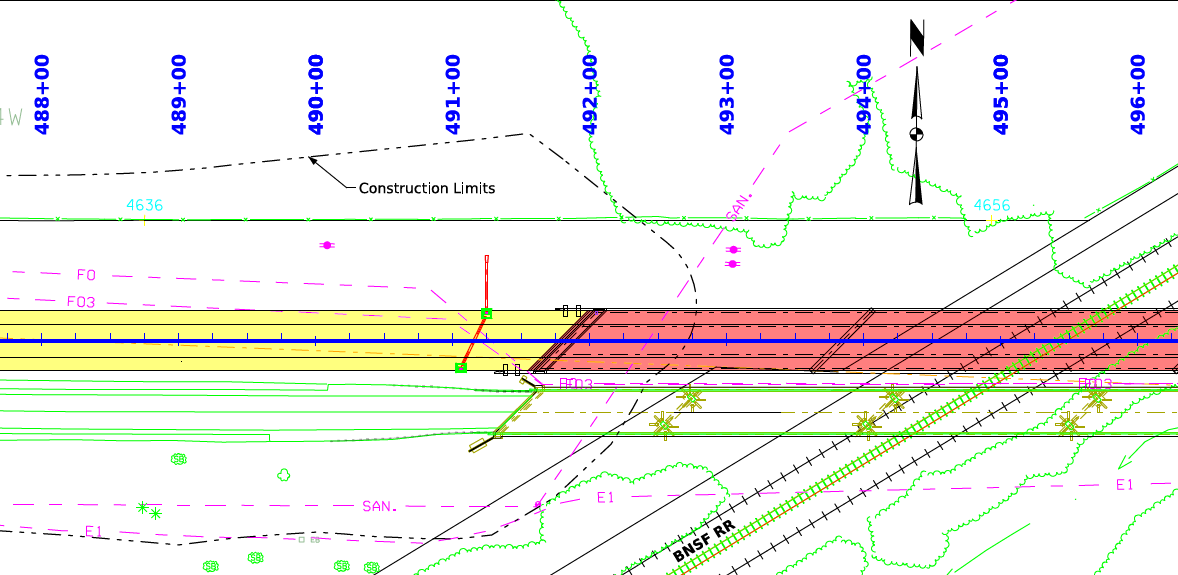 488+00
489+00
490+00
491+00
492+00
493+00
494+00
495+00
496+00
N
4W
Construction Limits
4636
SAN.
4656
FO
FO3
FO3
FO3
SAN.
E1
E1
E1
BNSF RR